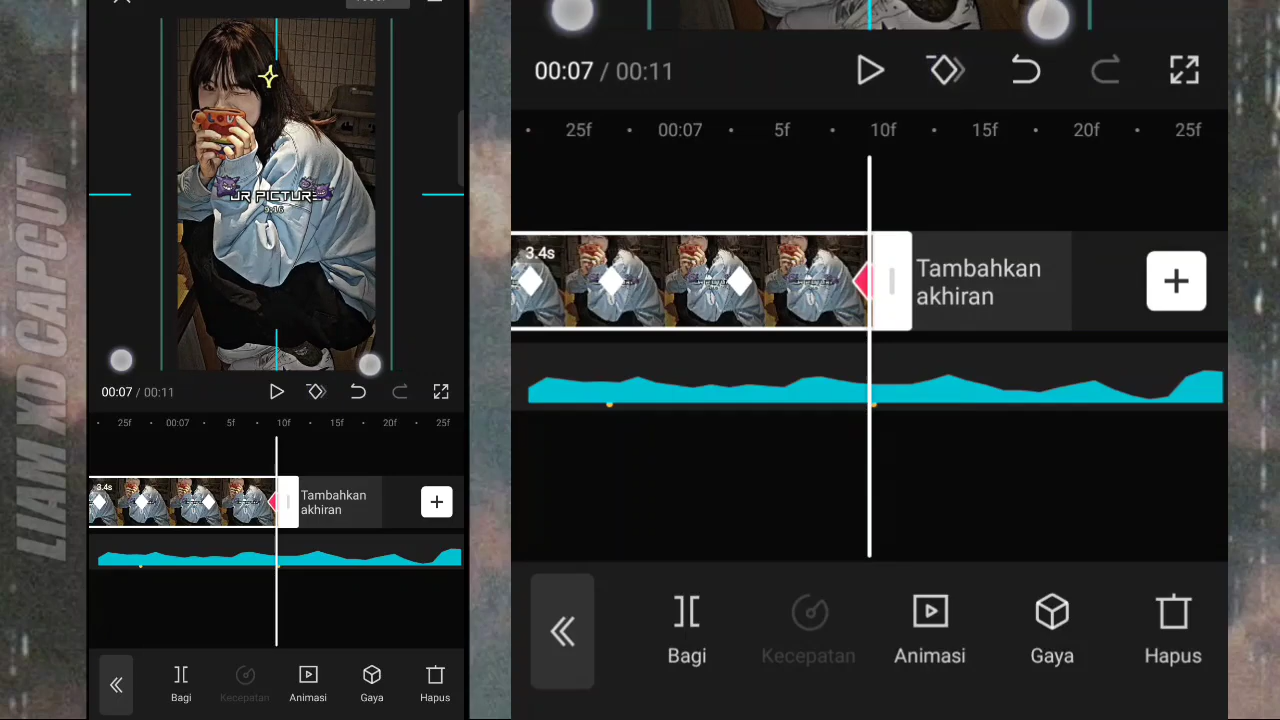 LIAM XD CAPCUT
LOV
JR PICTURE
00:07 / 00:11
25f 00:07 5f 10f 15f 20f 25f
3.4s
Tambahkan
akhiran
Bagi Kecepatan Animasi Gaya Hapus
00:07 / 00:11
25f 00:07 5f 10f 15f 20f 25f
3.4s
Tambahkan
akhiran
Bagi Kecepatan Animasi Gaya Hapus